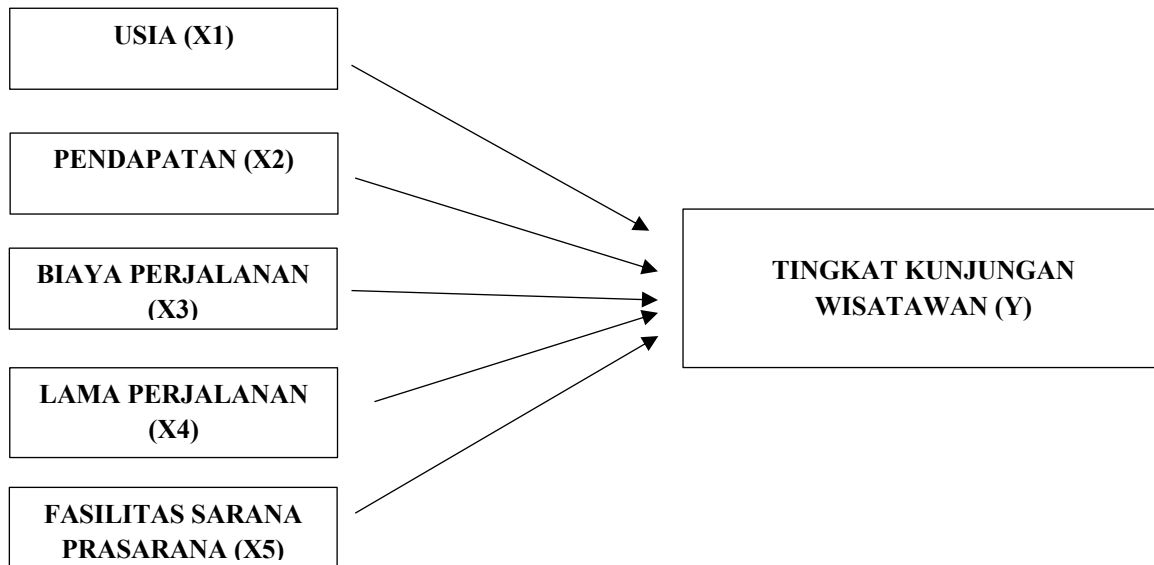 USIA (X1)
PENDAPATAN (X2)
BIAYA PERJALANAN
(X3)
LAMA PERJALANAN
(X4)
FASILITAS SARANA
PRASARANA (X5)
TINGKAT KUNJUNGAN
WISATAWAN (Y)